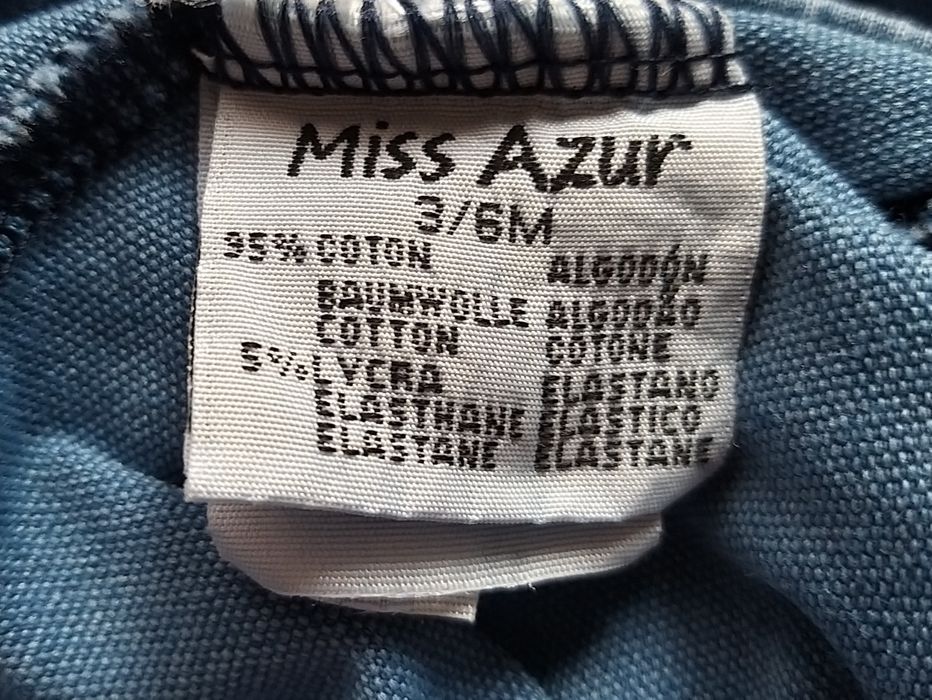 Miss Azur
3/6M
95% COTON ALGODÓN
BAUMWOLLE ALGODÃO
COTTON COTONE
5% LYCRA ELASTANO
ELASTHANE ELASTICO
ELASTANE ELASTANE